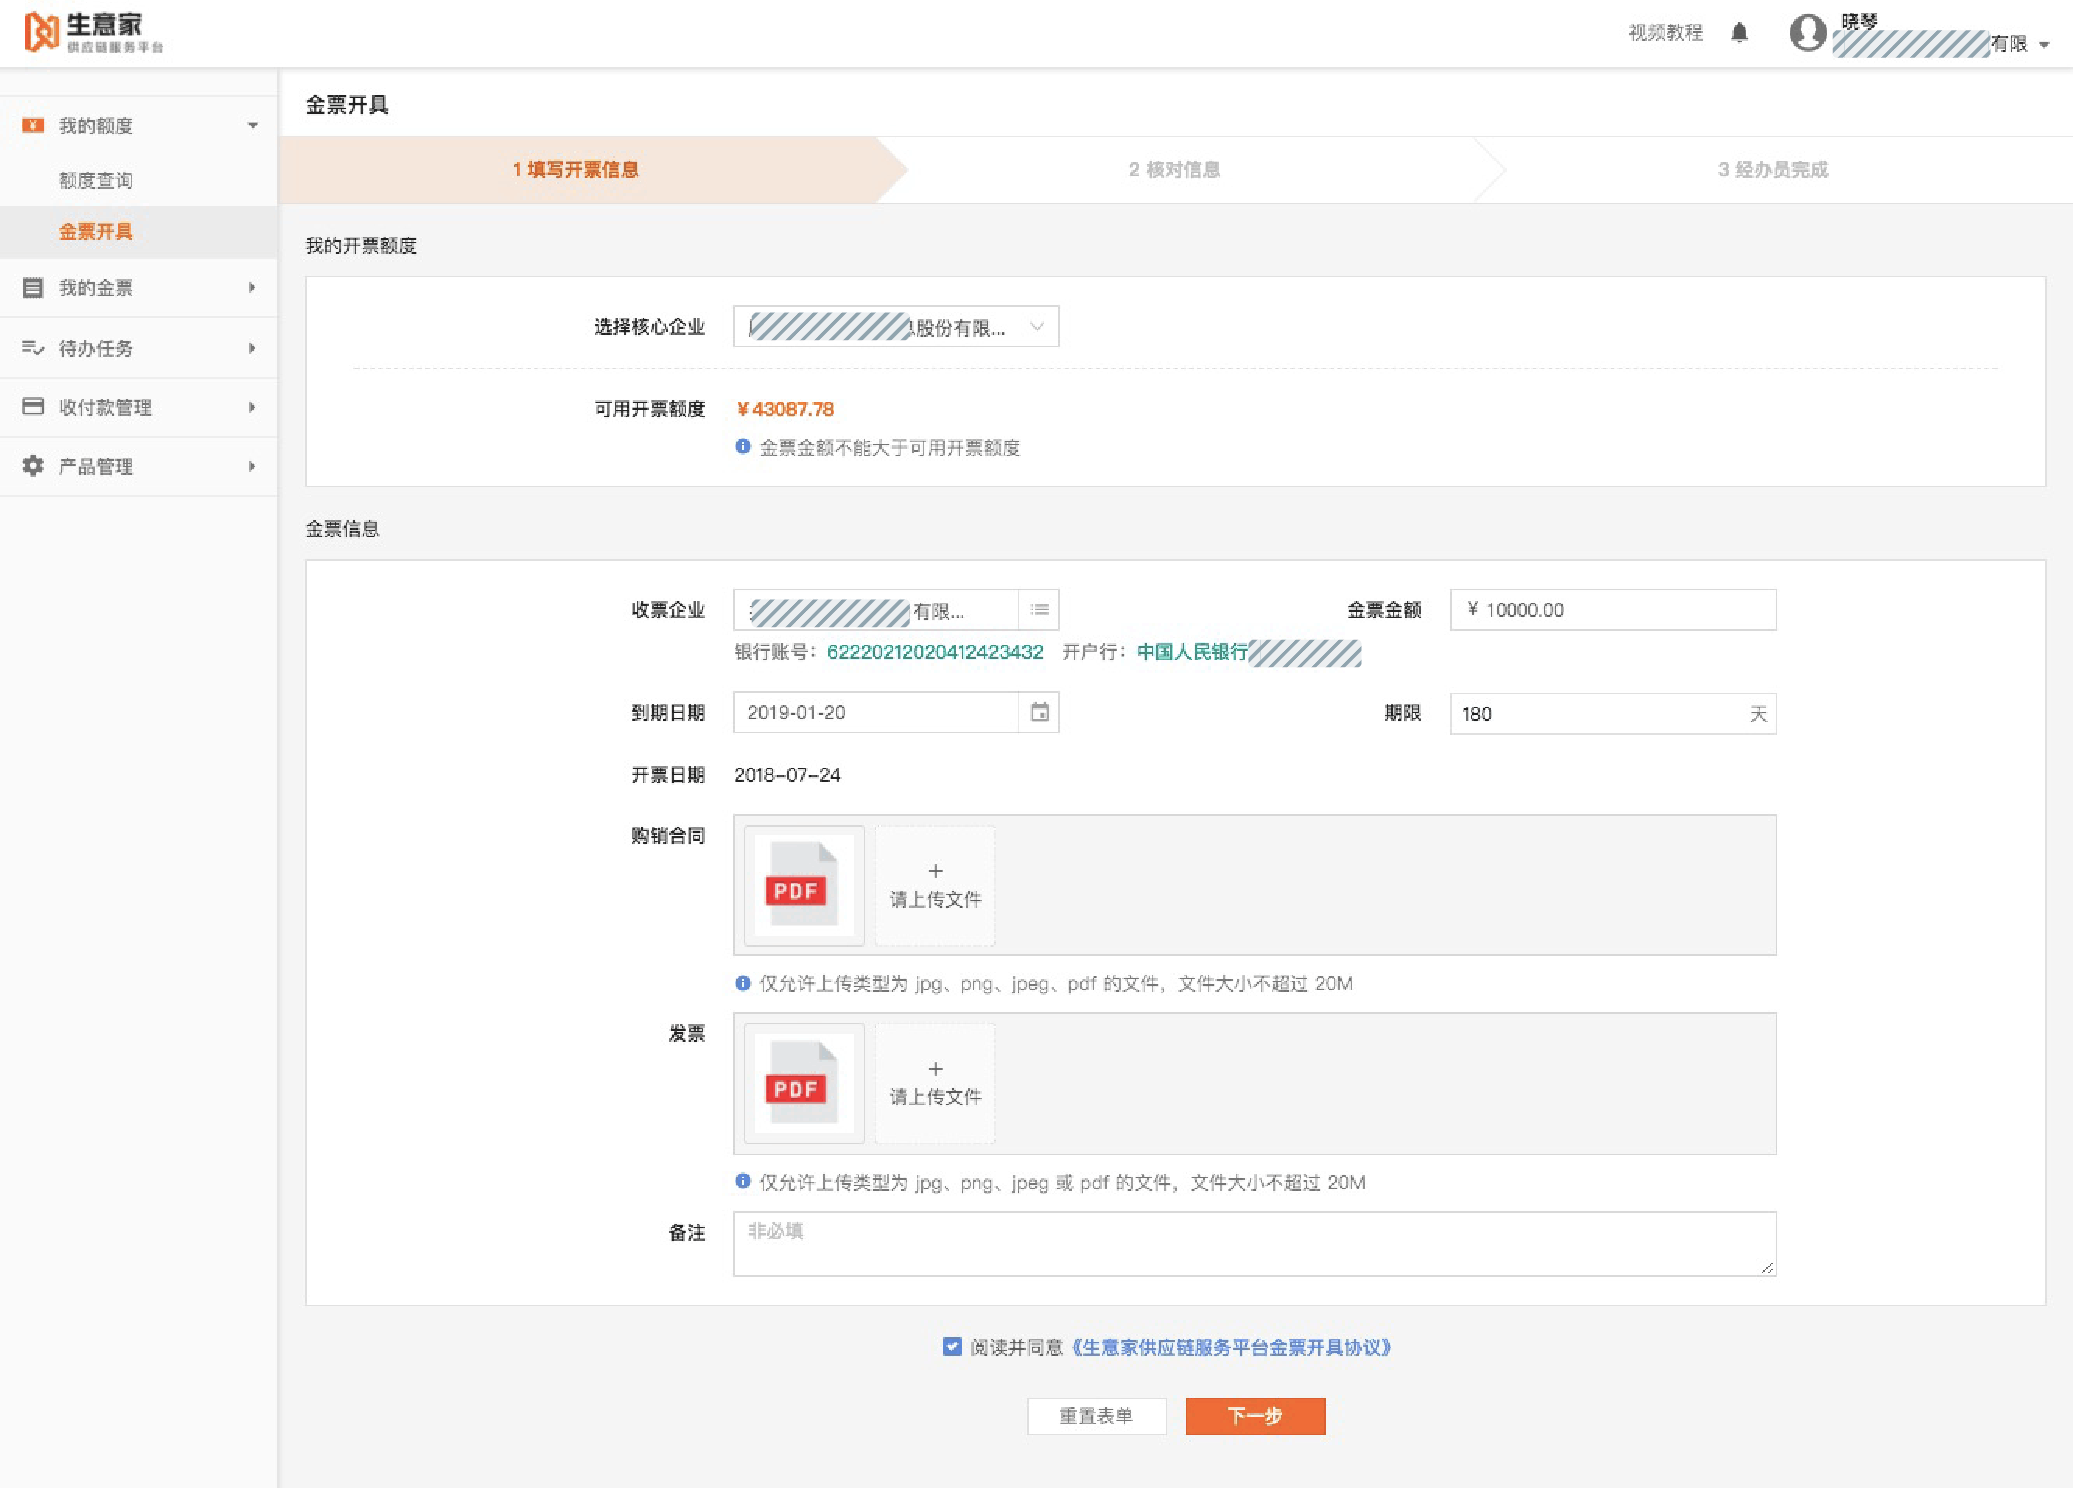 生意家
供应链服务平台
视频教程
晓琴
有限
我的额度
额度查询
金票开具
我的金票
待办任务
收付款管理
产品管理
金票开具
1 填写开票信息
2 核对信息
3 经办员完成
我的开票额度
选择核心企业
股份有限...
可用开票额度
¥ 43087.78
金票金额不能大于可用开票额度
金票信息
收票企业
有限...
金票金额
¥ 10000.00
银行账号：62220212020412423432 开户行：中国人民银行
到期日期
2019-01-20
期限
180
天
开票日期
2018-07-24
购销合同
PDF
+
请上传文件
仅允许上传类型为 jpg、png、jpeg、pdf 的文件，文件大小不超过 20M
发票
PDF
+
请上传文件
仅允许上传类型为 jpg、png、jpeg 或 pdf 的文件，文件大小不超过 20M
备注
非必填
阅读并同意《生意家供应链服务平台金票开具协议》
重置表单
下一步